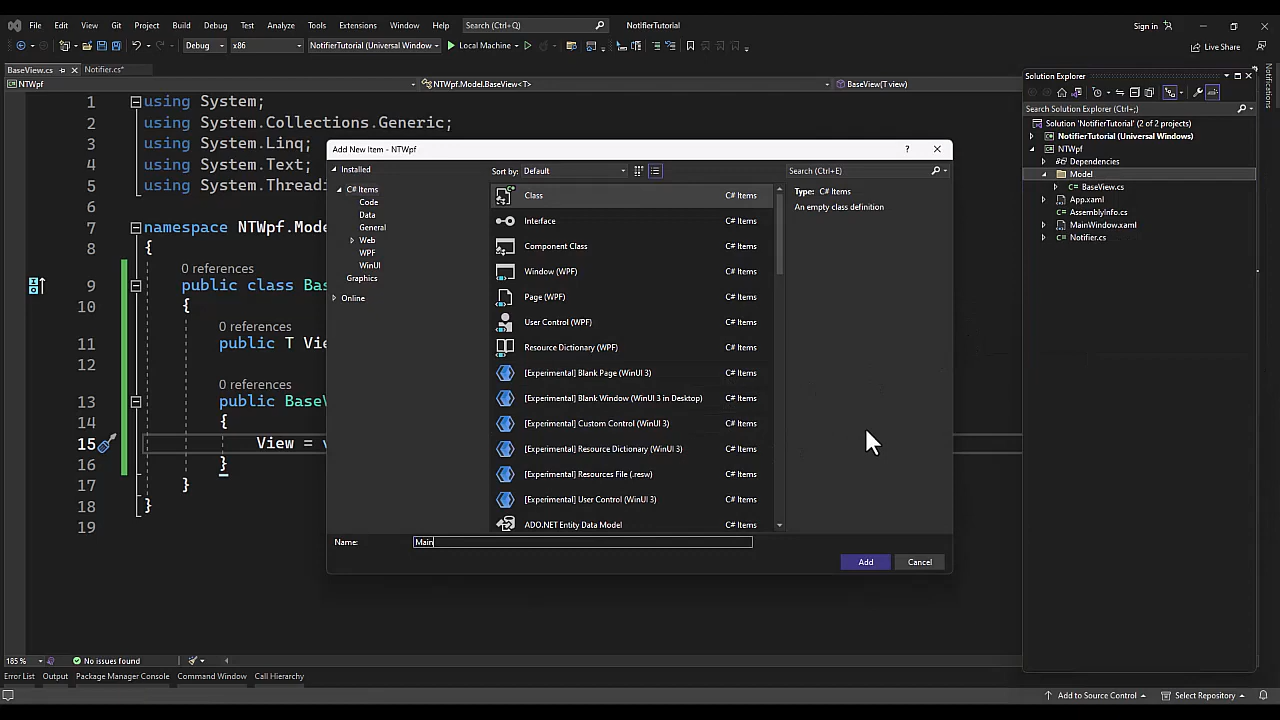 File Edit View Git Project Build Debug Test Analyze Tools Extensions Window Help Search (Ctrl+Q) NotifierTutorial Sign in
Debug x86 NotifierTutorial (Universal Window Local Machine Live Share
BaseView.cs Notifier.cs*
NTWpf NTWpf.Model.BaseView<T> BaseView(T view)
Solution Explorer
Search Solution Explorer (Ctrl+;)
Solution 'NotifierTutorial' (2 of 2 projects)
NotifierTutorial (Universal Windows)
NTWpf
Dependencies
Model
BaseView.cs
App.xaml
AssemblyInfo.cs
MainWindow.xaml
Notifier.cs
Notifications
1 using System;
2 using System.Collections.Generic;
3 using System.Linq;
4 using System.Text;
5 using System.Threadi
6
7 namespace NTWpf.Mode
8 {
0 references
9 public class Bas
10 {
0 references
11 public T Vie
12
0 references
13 public BaseV
14 {
15 View = v
16 }
17 }
18 }
19
Add New Item - NTWpf
Installed
C# Items
Code
Data
General
Web
WPF
WinUI
Graphics
Online
Sort by: Default
Search (Ctrl+E)
Class C# Items
Interface C# Items
Component Class C# Items
Window (WPF) C# Items
Page (WPF) C# Items
User Control (WPF) C# Items
Resource Dictionary (WPF) C# Items
[Experimental] Blank Page (WinUI 3) C# Items
[Experimental] Blank Window (WinUI 3 in Desktop) C# Items
[Experimental] Custom Control (WinUI 3) C# Items
[Experimental] Resource Dictionary (WinUI 3) C# Items
[Experimental] Resources File (.resw) C# Items
[Experimental] User Control (WinUI 3) C# Items
ADO.NET Entity Data Model C# Items
Type: C# Items
An empty class definition
Name: Main
Add Cancel
185 % No issues found
Error List Output Package Manager Console Command Window Call Hierarchy
Add to Source Control Select Repository